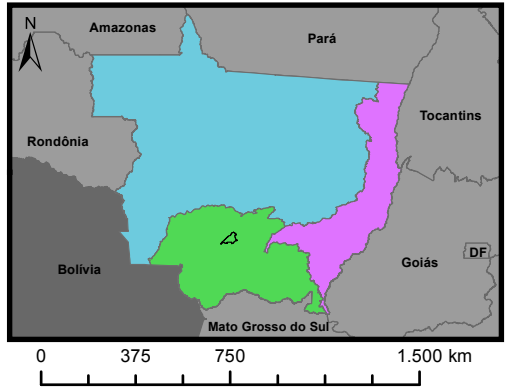 N
Amazonas
Pará
Tocantins
Rondônia
Goiás
DF
Bolívia
Mato Grosso do Sul
0 375 750 1.500 km